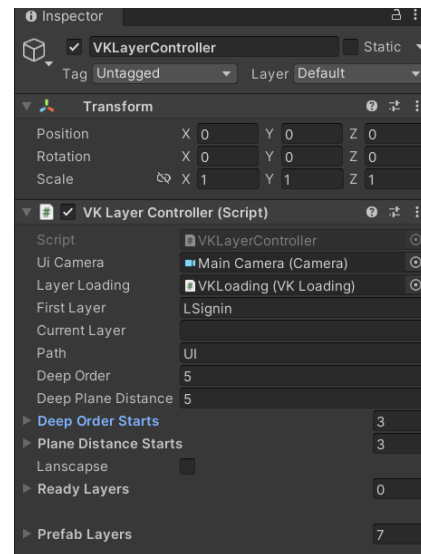 Inspector
VKLayerController Static
Tag Untagged Layer Default
Transform
Position X 0 Y 0 Z 0
Rotation X 0 Y 0 Z 0
Scale X 1 Y 1 Z 1
# VK Layer Controller (Script)
Script # VKLayerController
Ui Camera Main Camera (Camera)
Layer Loading # VKLoading (VK Loading)
First Layer LSignin
Current Layer
Path UI
Deep Order 5
Deep Plane Distance 5
Deep Order Starts 3
Plane Distance Starts 3
Lanscapse
Ready Layers 0
Prefab Layers 7